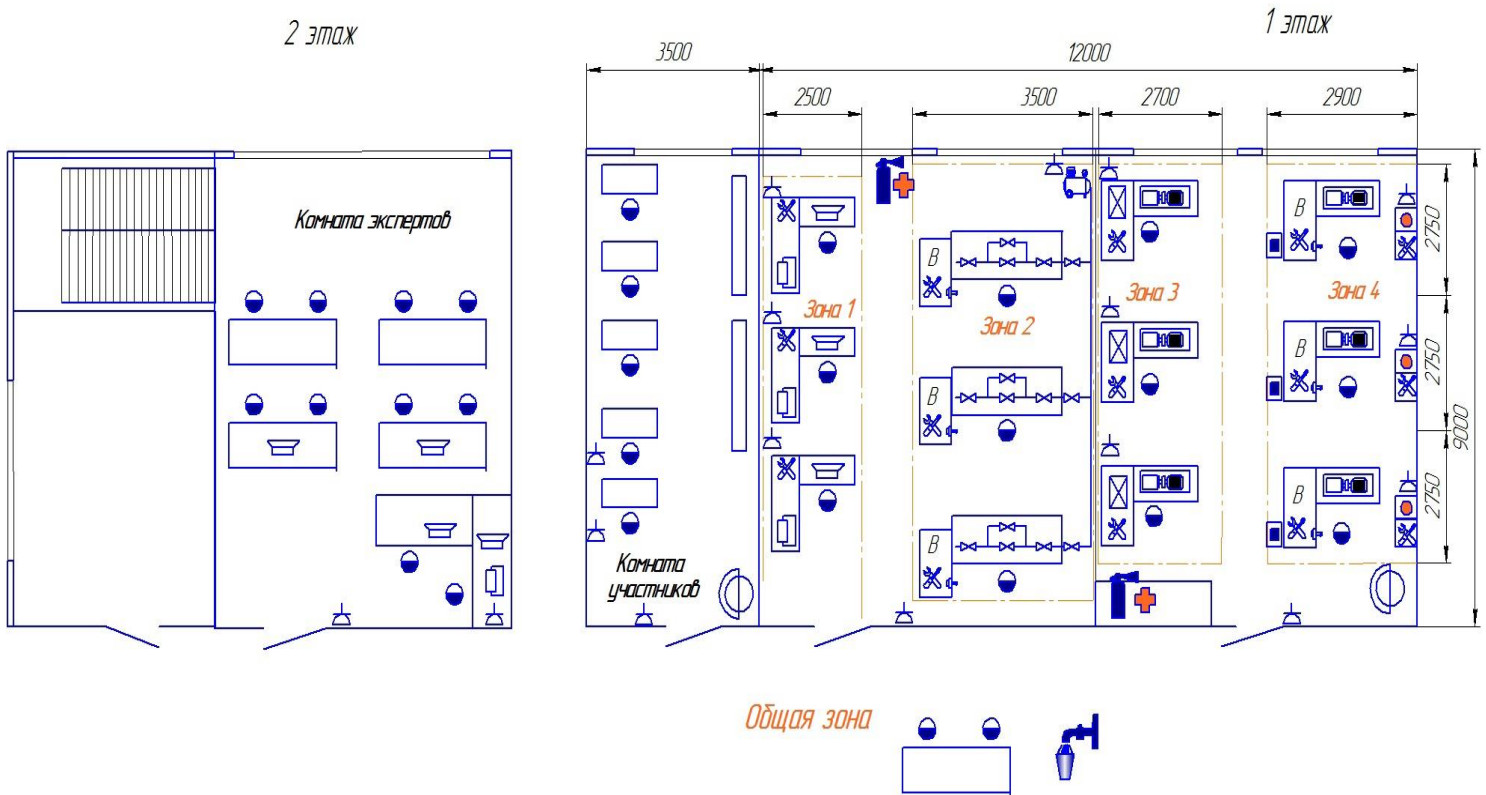 2 этаж
1 этаж
3500
12000
2500
3500
2700
2900
Комната экспертов
Зона 1
Зона 2
Зона 3
Зона 4
В
В
В
В
В
В
2750
2750
2750
9000
Комната
участников
Общая зона